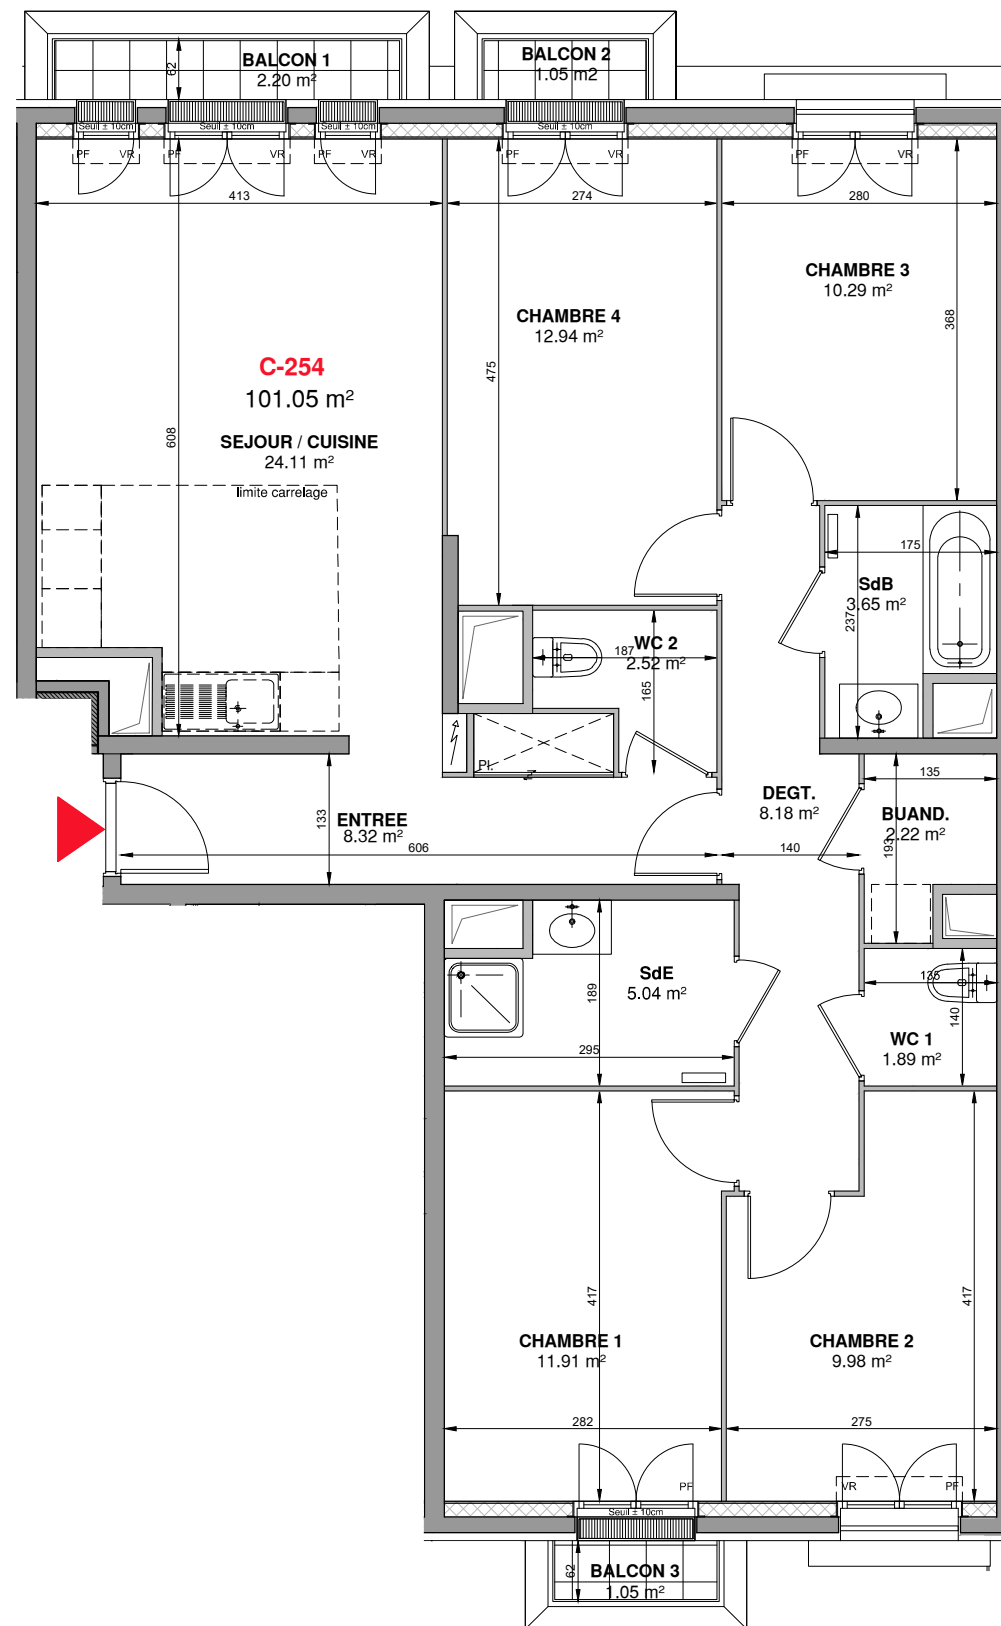 BALCON 1
2.20 m²
62
BALCON 2
1.05 m2
Seuil ± 10cm
Seuil ± 10cm
Seuil ± 10cm
Seuil ± 10cm
PF
VR
PF
VR
PF
VR
PF
VR
PF
VR
413
274
280
CHAMBRE 3
10.29 m²
368
CHAMBRE 4
12.94 m²
475
C-254
101.05 m²
608
SEJOUR / CUISINE
24.11 m²
limite carrelage
175
SdB
3.65 m²
237
WC 2
187
2.52 m²
165
Pl.
ENTREE
8.32 m²
133
606
DEGT.
8.18 m²
140
135
BUAND.
2.22 m²
193
SdE
5.04 m²
189
295
135
140
WC 1
1.89 m²
417
417
CHAMBRE 1
11.91 m²
CHAMBRE 2
9.98 m²
282
275
PF
VR
PF
Seuil ± 10cm
BALCON 3
1.05 m²
62